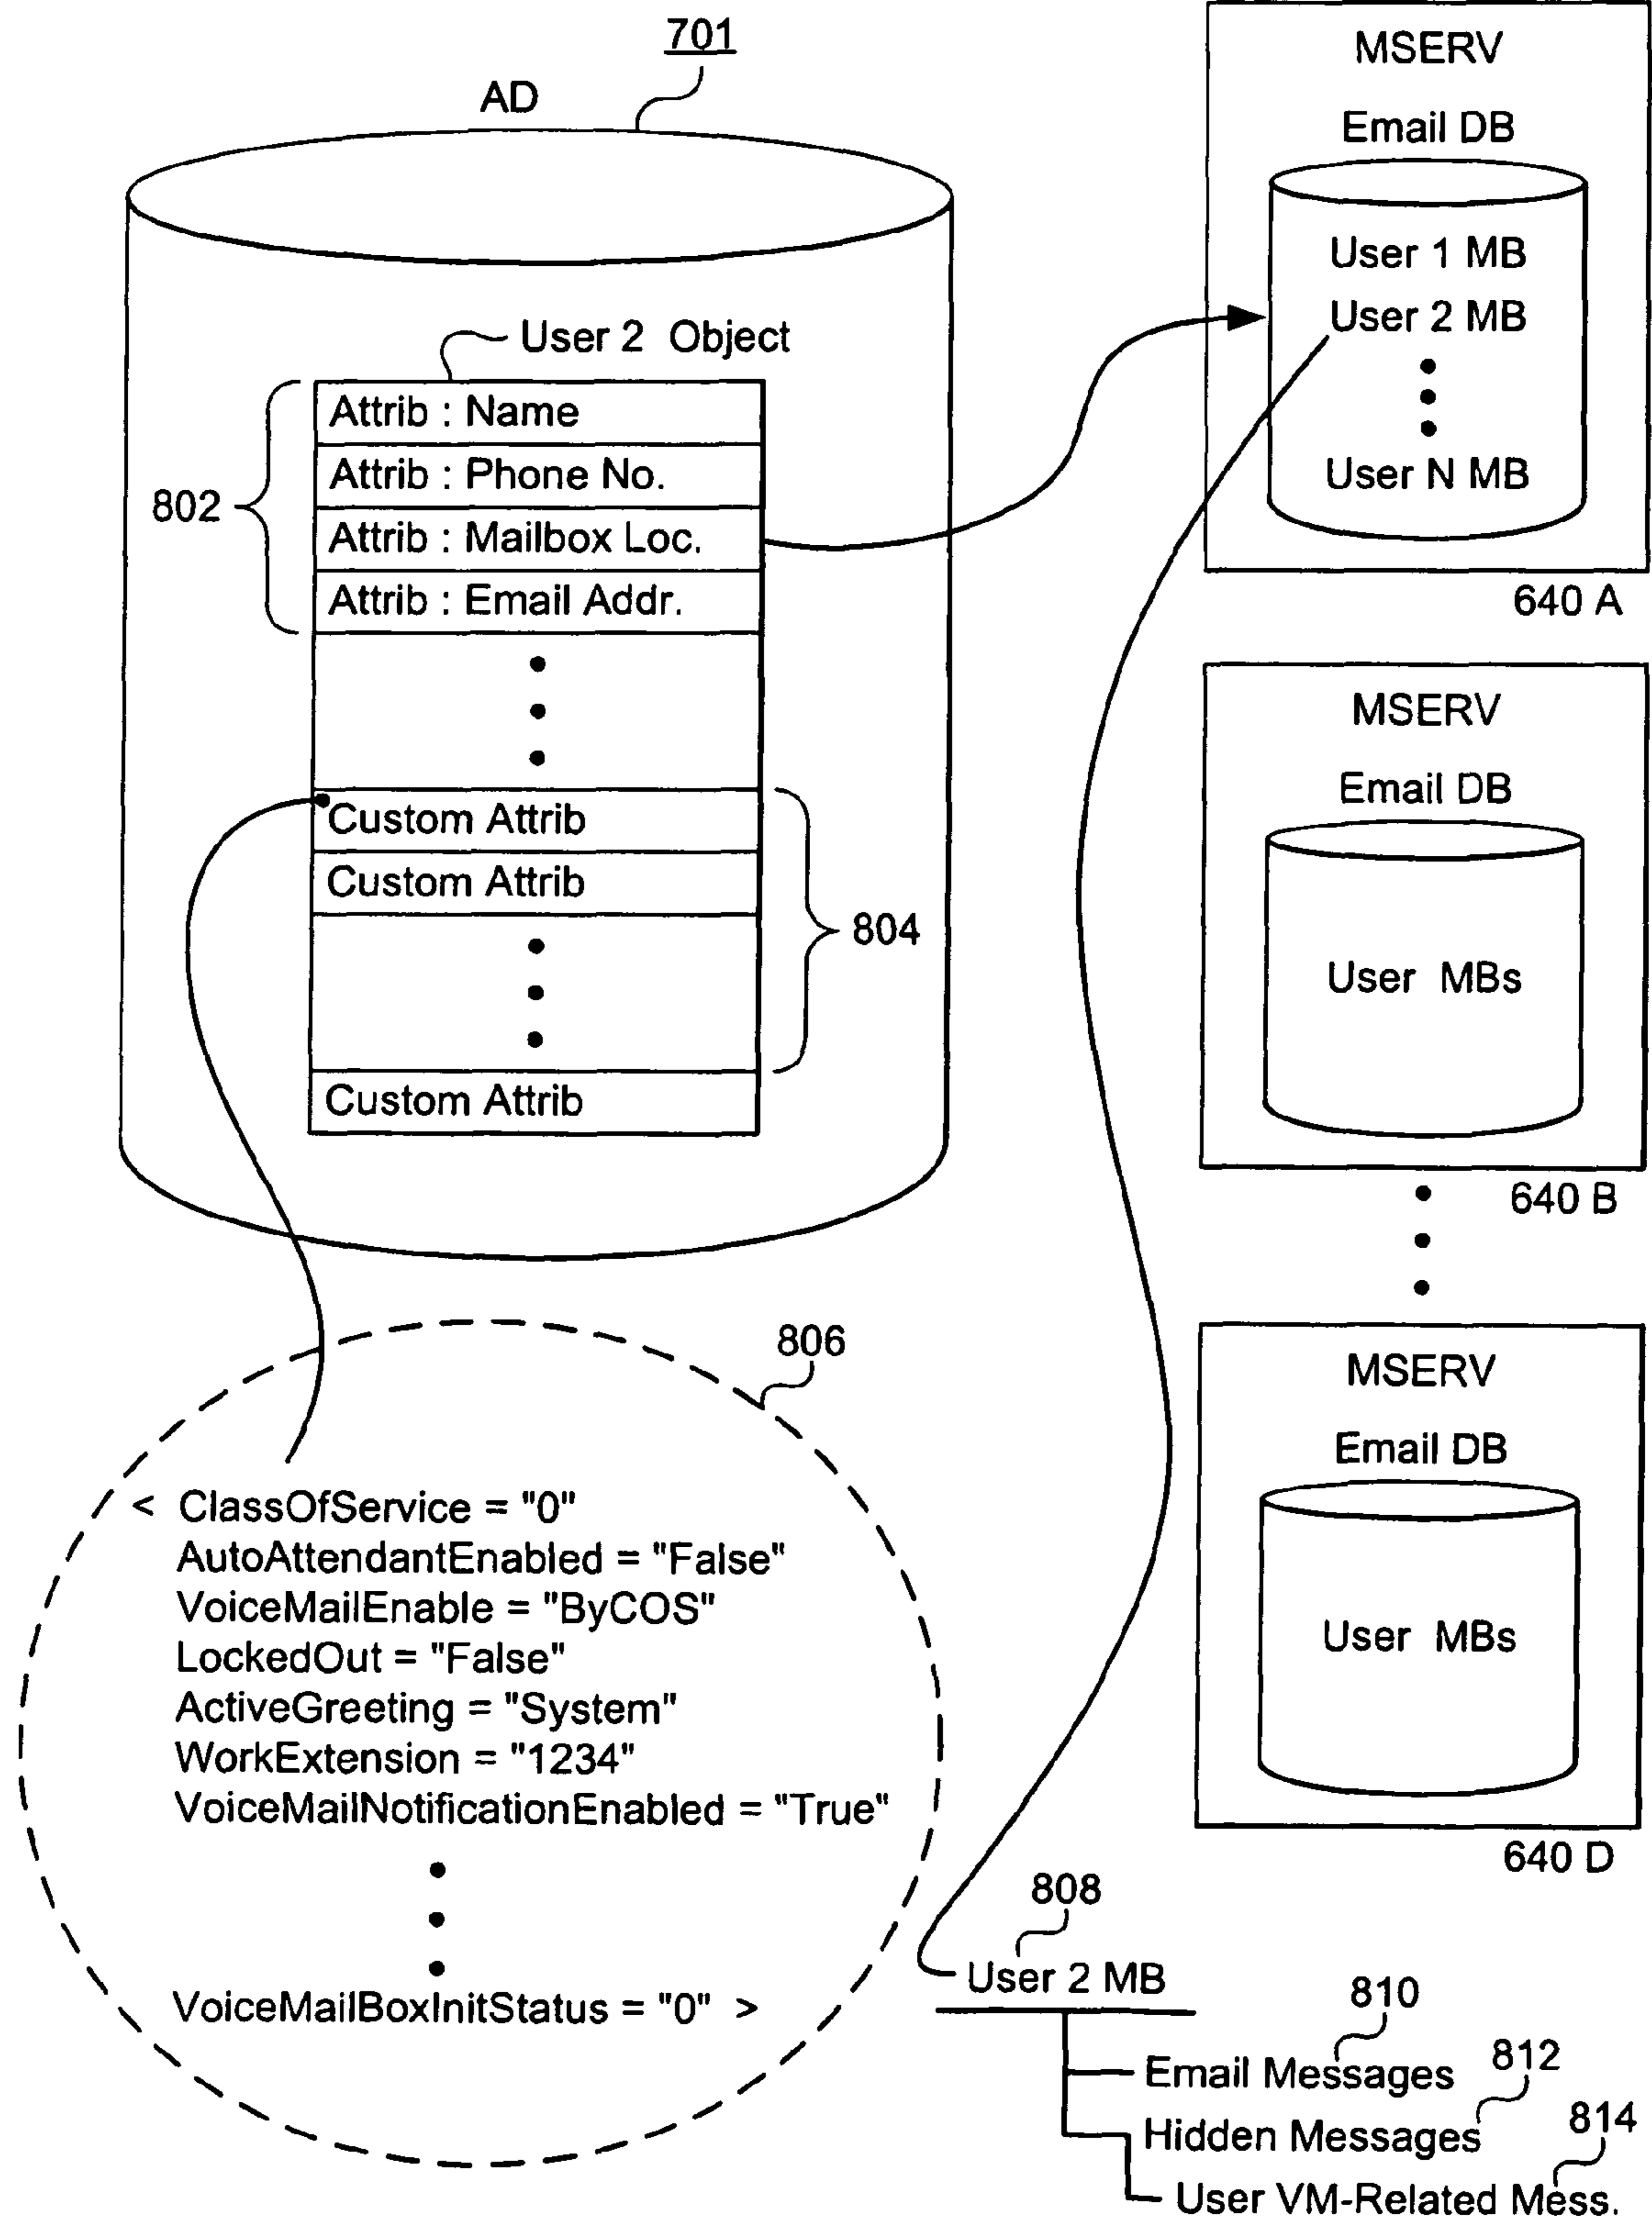 701
AD
User 2 Object
802
Attrib : Name
Attrib : Phone No.
Attrib : Mailbox Loc.
Attrib : Email Addr.
Custom Attrib
Custom Attrib
804
Custom Attrib
806
< ClassOfService = "0"
AutoAttendantEnabled = "False"
VoiceMailEnable = "ByCOS"
LockedOut = "False"
ActiveGreeting = "System"
WorkExtension = "1234"
VoiceMailNotificationEnabled = "True"
VoiceMailBoxInitStatus = "0" >
MSERV
Email DB
User 1 MB
User 2 MB
User N MB
640 A
MSERV
Email DB
User MBs
640 B
MSERV
Email DB
User MBs
640 D
808
User 2 MB
810
Email Messages
812
Hidden Messages
814
User VM-Related Mess.